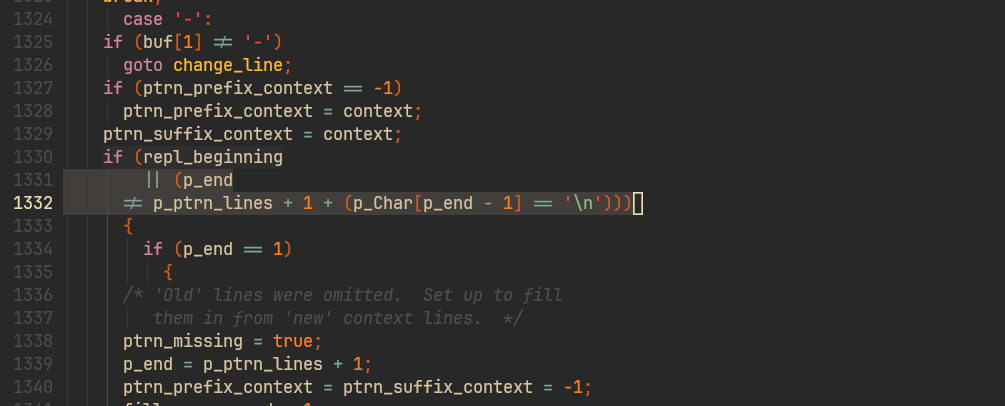 break;
1324 case '-':
1325 if (buf[1] != '-')
1326 goto change_line;
1327 if (ptrn_prefix_context == -1)
1328 ptrn_prefix_context = context;
1329 ptrn_suffix_context = context;
1330 if (repl_beginning
1331 || (p_end
1332 != p_ptrn_lines + 1 + (p_Char[p_end - 1] == '\n')))
1333 {
1334 if (p_end == 1)
1335 {
1336 /* 'Old' lines were omitted.  Set up to fill
1337 them in from 'new' context lines.  */
1338 ptrn_missing = true;
1339 p_end = p_ptrn_lines + 1;
1340 ptrn_prefix_context = ptrn_suffix_context = -1;